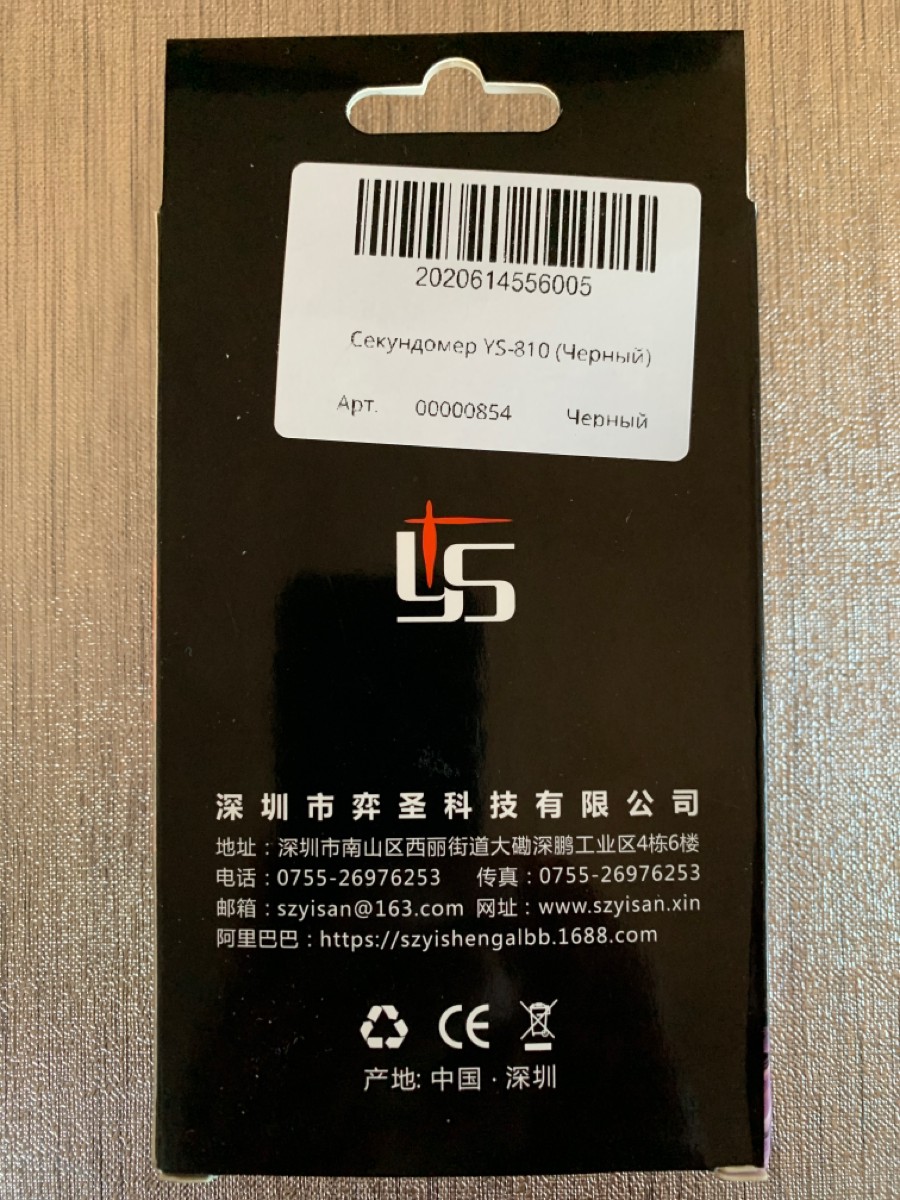 2020614556005
Секундомер YS-810 (Черный)
Арт. 00000854 Черный
YS
深圳市弈圣科技有限公司
地址：深圳市南山区西丽街道大磡深鹏工业区4栋6楼
电话：0755-26976253 传真：0755-26976253
邮箱：szyisan@163.com 网址：www.szyisan.xin
阿里巴巴：https://szyishengalbb.1688.com
CE
产地: 中国 · 深圳